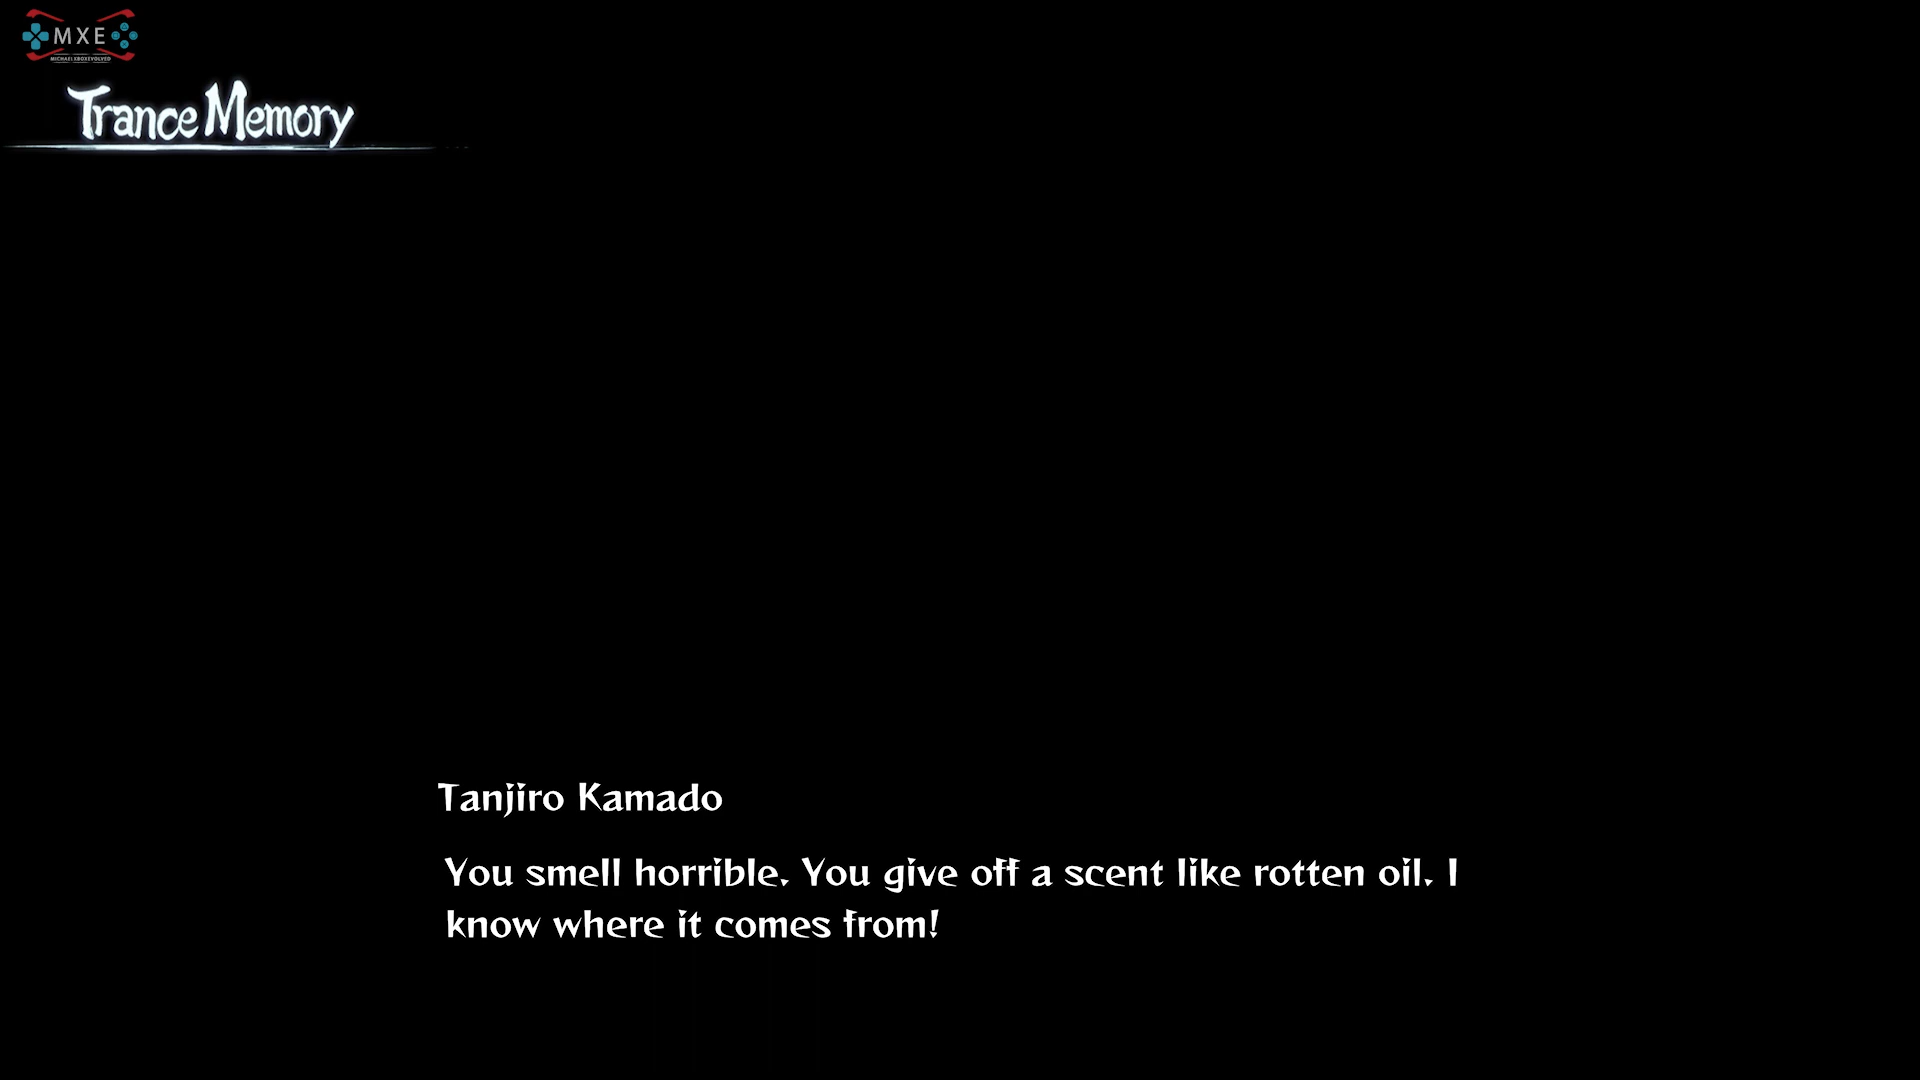 MXE
MICHAELXBOXEVOLVED
Trance Memory
Tanjiro Kamado
You smell horrible. You give off a scent like rotten oil. I
know where it comes from!